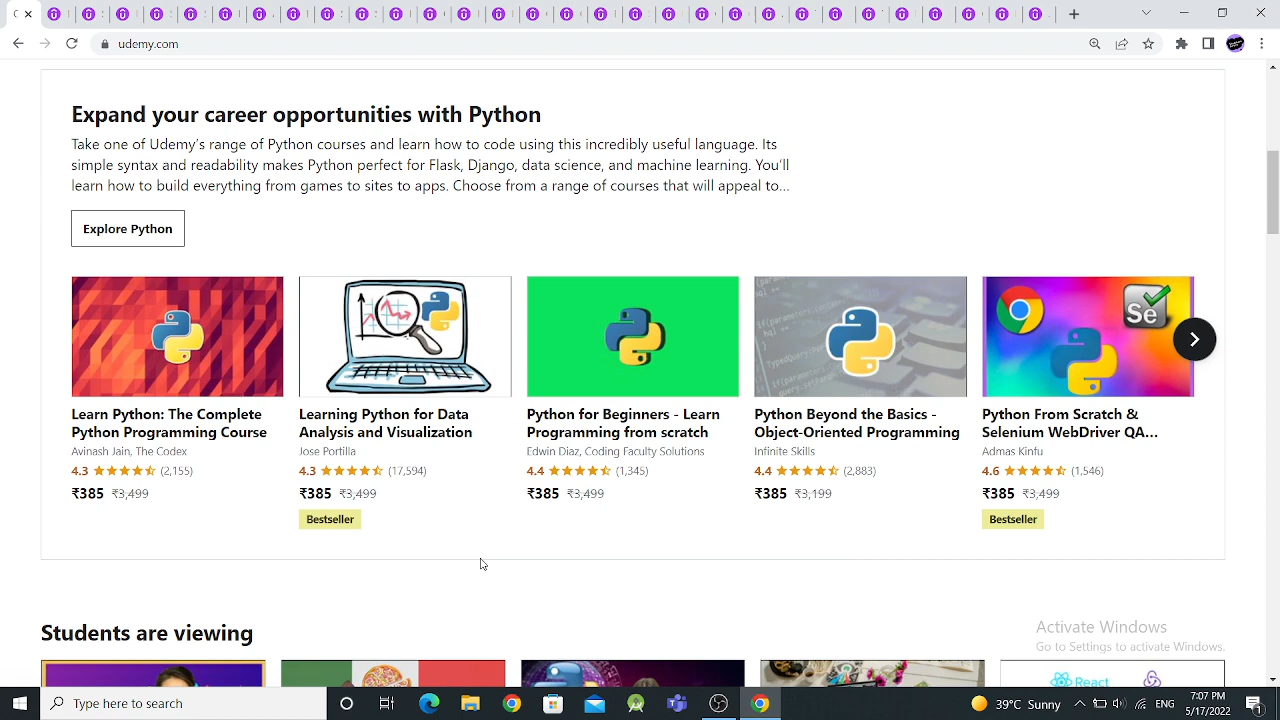 udemy.com
Expand your career opportunities with Python
Take one of Udemy's range of Python courses and learn how to code using this incredibly useful language. Its
simple syntax and readability makes Python perfect for Flask, Django, data science, and machine learning. You'll
learn how to build everything from games to sites to apps. Choose from a range of courses that will appeal to...
Explore Python
Se
Learn Python: The Complete
Python Programming Course
Avinash Jain, The Codex
4.3 (2,155)
₹385 ₹3,499
Learning Python for Data
Analysis and Visualization
Jose Portilla
4.3 (17,594)
₹385 ₹3,499
Bestseller
Python for Beginners - Learn
Programming from scratch
Edwin Diaz, Coding Faculty Solutions
4.4 (1,345)
₹385 ₹3,499
Python Beyond the Basics -
Object-Oriented Programming
Infinite Skills
4.4 (2,883)
₹385 ₹3,199
Python From Scratch &
Selenium WebDriver QA...
Admas Kinfu
4.6 (1,546)
₹385 ₹3,499
Bestseller
Students are viewing
Activate Windows
Go to Settings to activate Windows.
React
Type here to search
39°C Sunny
ENG
7:07 PM
5/17/2022